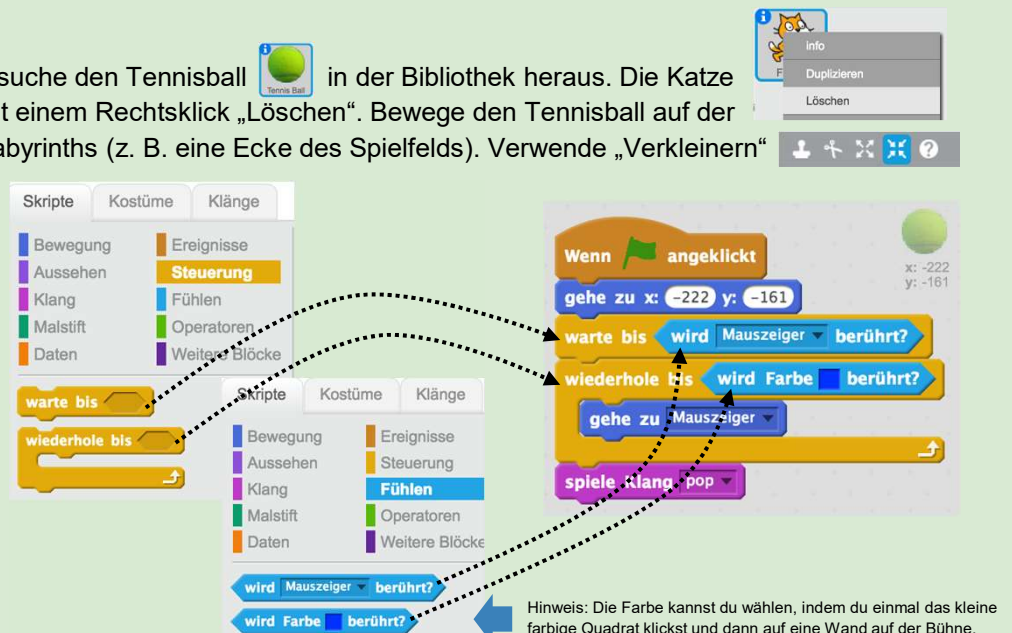 info
F
Duplizieren
Löschen
suche den Tennisball Tennis Ball in der Bibliothek heraus. Die Katze
t einem Rechtsklick „Löschen“. Bewege den Tennisball auf der
abyrinths (z. B. eine Ecke des Spielfelds). Verwende „Verkleinern“
Skripte Kostüme Klänge
Bewegung Ereignisse
Aussehen Steuerung
Klang Fühlen
Malstift Operatoren
Daten Weitere Blöcke
warte bis
wiederhole bis
Skripte Kostüme Klänge
Bewegung Ereignisse
Aussehen Steuerung
Klang Fühlen
Malstift Operatoren
Daten Weitere Blöcke
wird Mauszeiger berührt?
wird Farbe berührt?
Wenn angeklickt
gehe zu x: -222 y: -161
warte bis wird Mauszeiger berührt?
wiederhole bis wird Farbe berührt?
gehe zu Mauszeiger
spiele Klang pop
x: -222
y: -161
Hinweis: Die Farbe kannst du wählen, indem du einmal das kleine
farbige Quadrat klickst und dann auf eine Wand auf der Bühne.